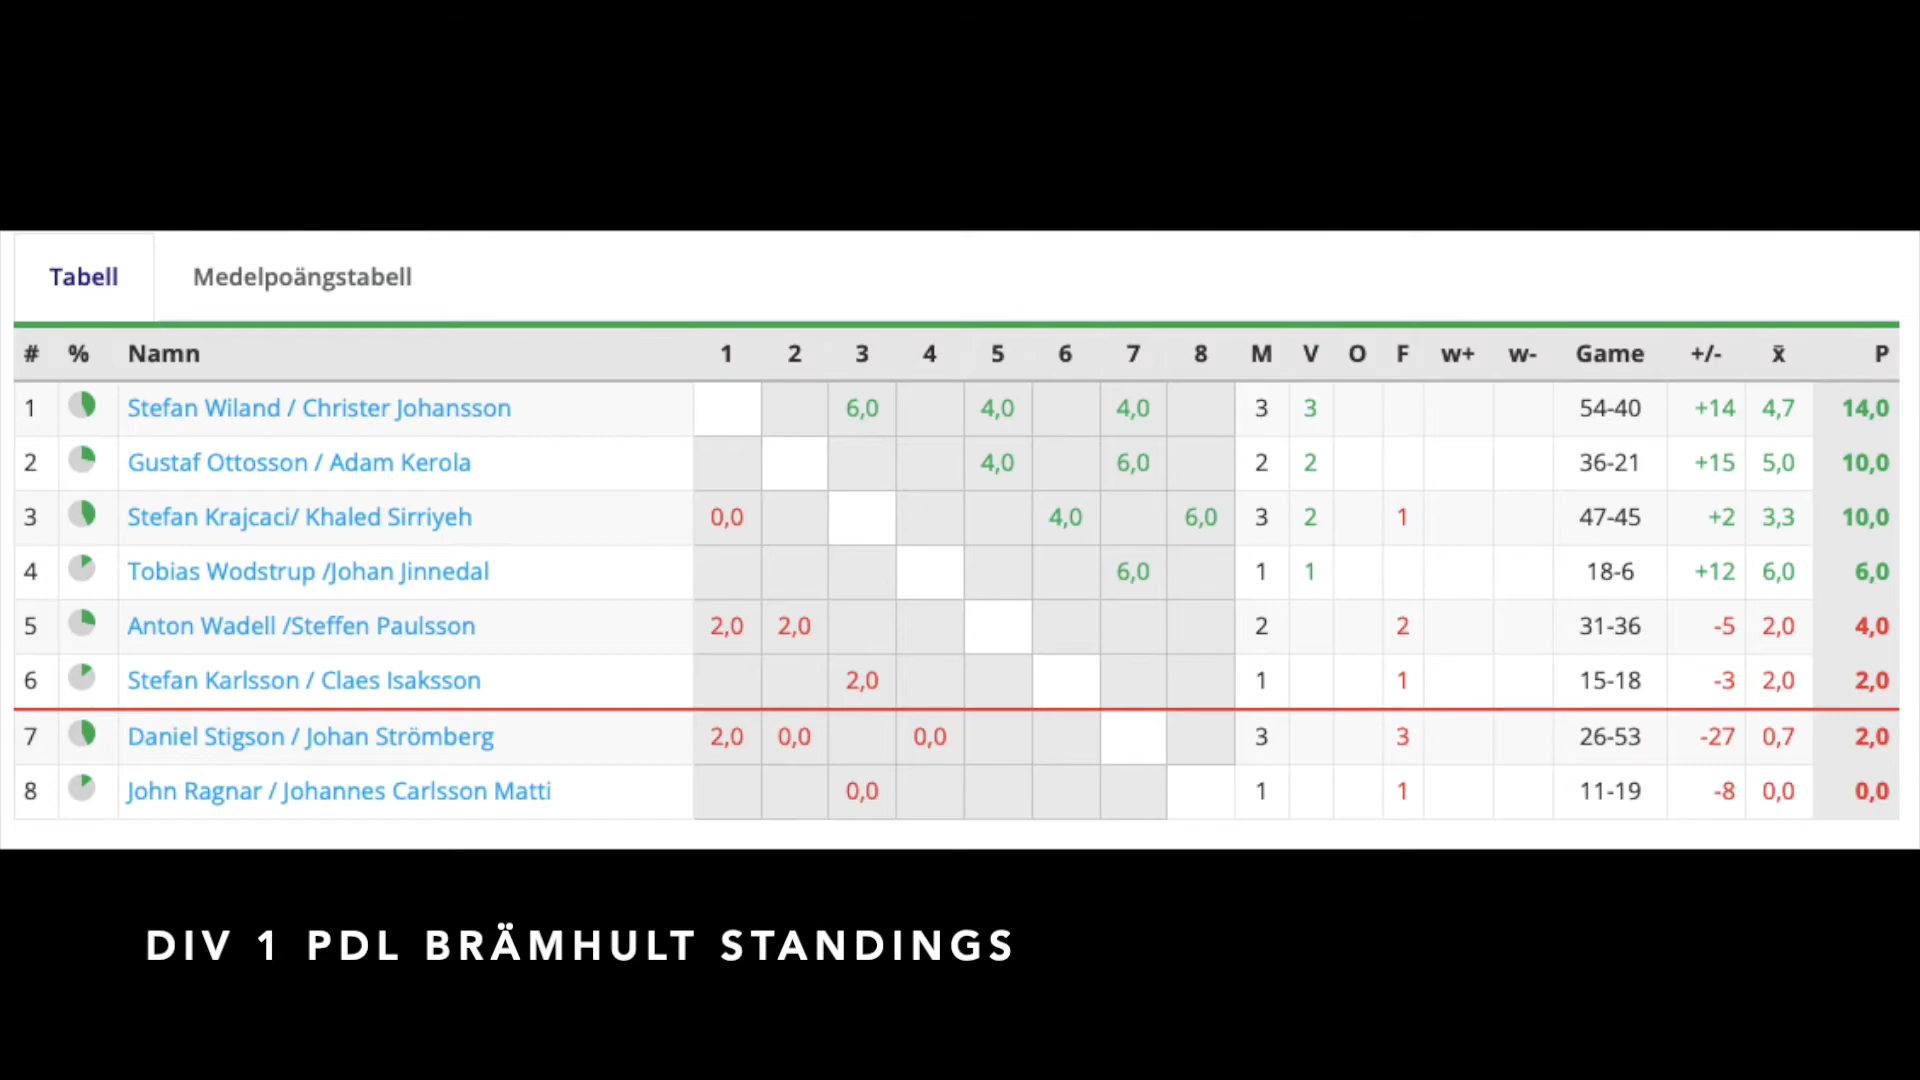 Tabell Medelpoängstabell
# % Namn 1 2 3 4 5 6 7 8 M V O F w+ w- Game +/- x̄ P
1 Stefan Wiland / Christer Johansson 6,0 4,0 4,0 3 3 54-40 +14 4,7 14,0
2 Gustaf Ottosson / Adam Kerola 4,0 6,0 2 2 36-21 +15 5,0 10,0
3 Stefan Krajcaci/ Khaled Sirriyeh 0,0 4,0 6,0 3 2 1 47-45 +2 3,3 10,0
4 Tobias Wodstrup /Johan Jinnedal 6,0 1 1 18-6 +12 6,0 6,0
5 Anton Wadell /Steffen Paulsson 2,0 2,0 2 2 31-36 -5 2,0 4,0
6 Stefan Karlsson / Claes Isaksson 2,0 1 1 15-18 -3 2,0 2,0
7 Daniel Stigson / Johan Strömberg 2,0 0,0 0,0 3 3 26-53 -27 0,7 2,0
8 John Ragnar / Johannes Carlsson Matti 0,0 1 1 11-19 -8 0,0 0,0
DIV 1 PDL BRÄMHULT STANDINGS